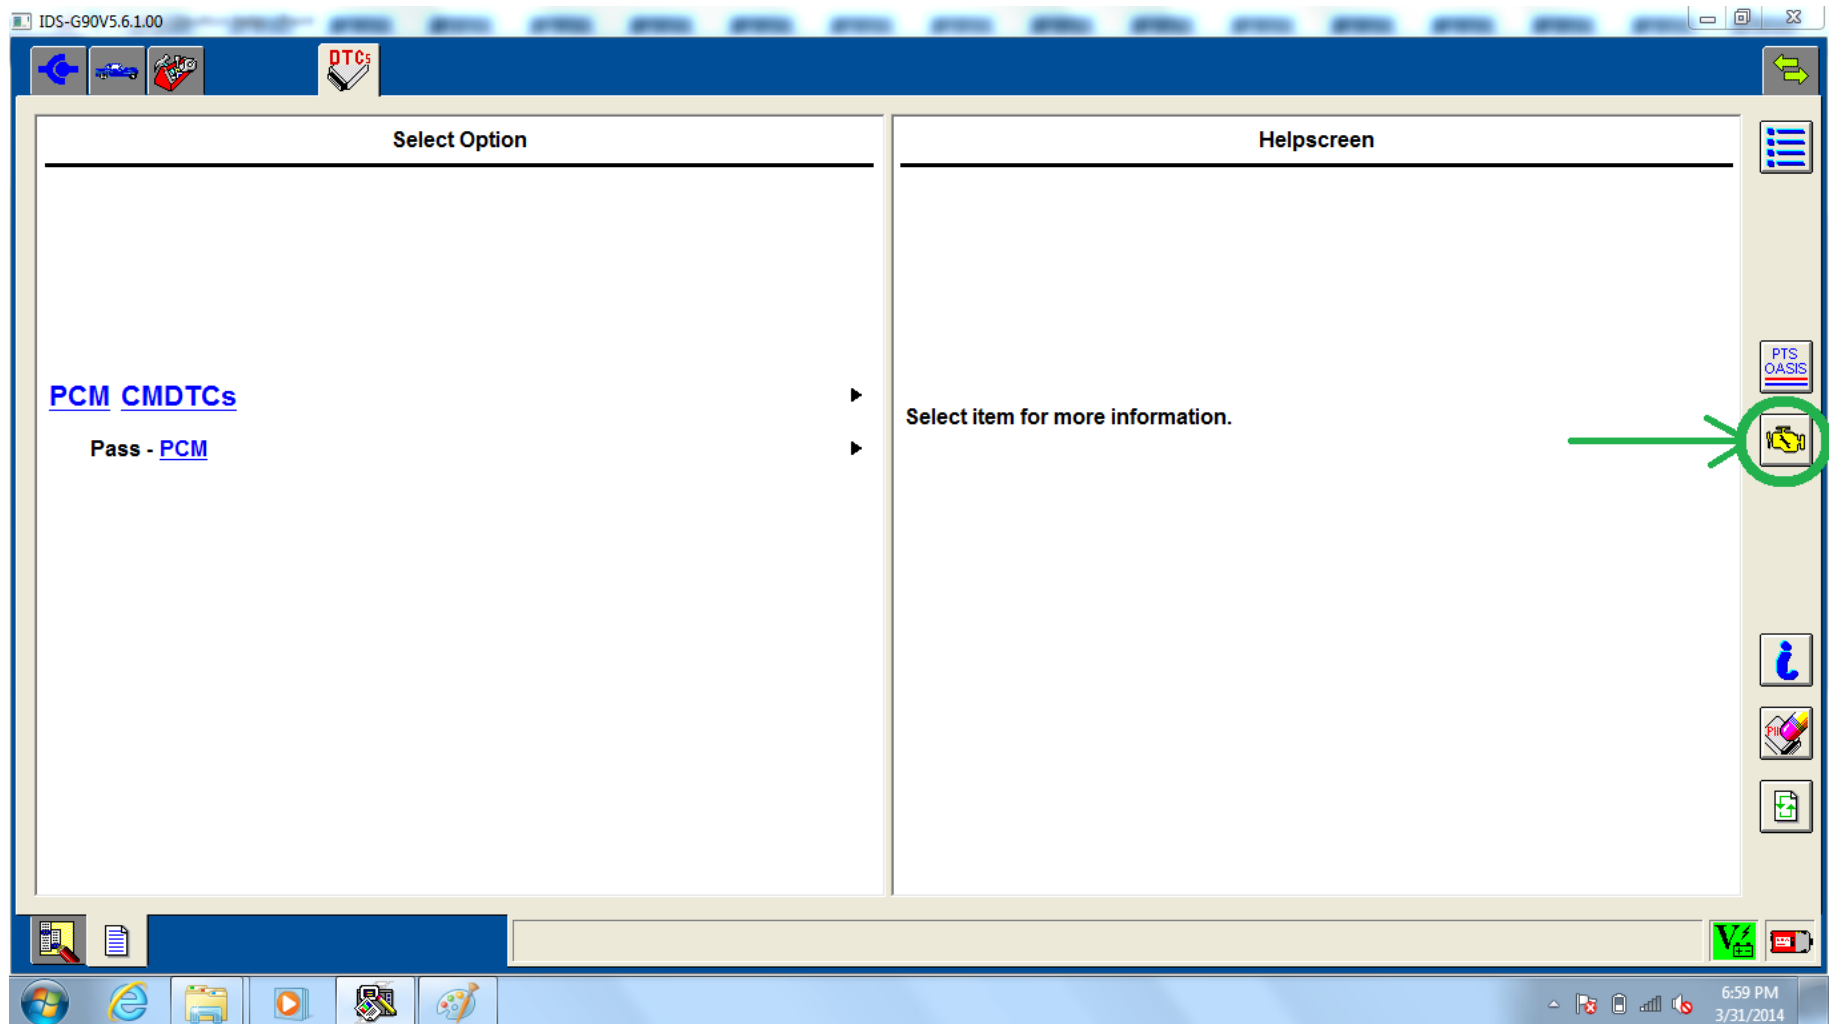 IDS-G90V5.6.1.00
DTCs
Select Option
Helpscreen
PTS
OASIS
PCM CMDTCs
Select item for more information.
Pass - PCM
6:59 PM
3/31/2014